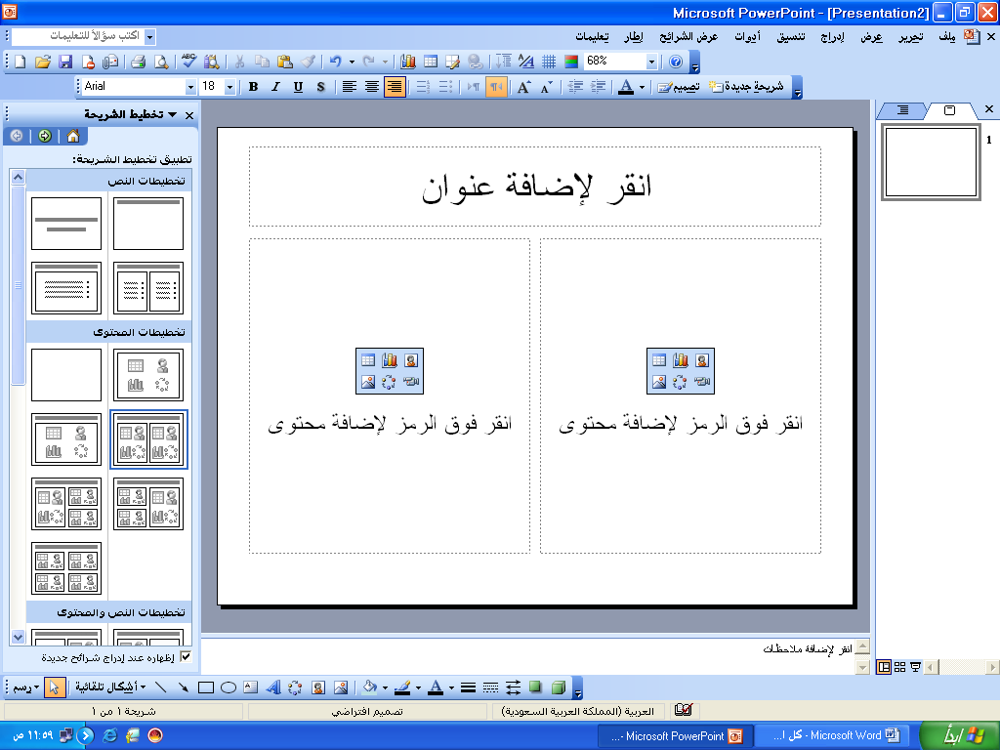 Microsoft PowerPoint - [Presentation2]
ملف تحرير عرض إدراج تنسيق أدوات عرض الشرائح إطار تعليمات
اكتب سؤالاً للتعليمات
68%
Arial 18 B I U S A A A تصميم شريحة جديدة
تخطيط الشريحة
تطبيق تخطيط الشريحة:
تخطيطات النص
تخطيطات المحتوى
تخطيطات النص والمحتوى
إظهاره عند إدراج شرائح جديدة
1
انقر لإضافة عنوان
انقر فوق الرمز لإضافة محتوى
انقر فوق الرمز لإضافة محتوى
انقر لإضافة ملاحظات
رسم أشكال تلقائية
العربية (المملكة العربية السعودية)
تصميم افتراضي
شريحة ١ من ١
ابدأ
كل ا... - Microsoft Word
...- Microsoft PowerPoint
١١:٥٩ ص